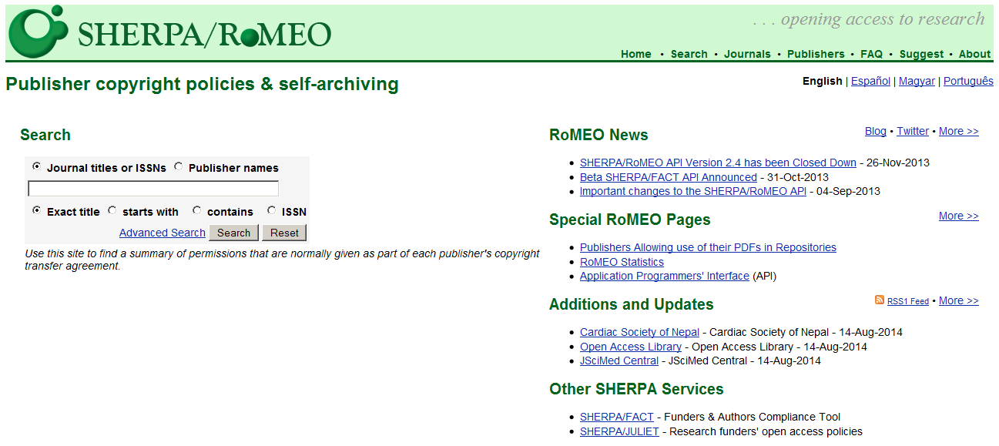 SHERPA/RoMEO
. . . opening access to research
Home • Search • Journals • Publishers • FAQ • Suggest • About
Publisher copyright policies & self-archiving
English | Español | Magyar | Português
Search
Journal titles or ISSNs Publisher names
Exact title starts with contains ISSN
Advanced Search Search Reset
Use this site to find a summary of permissions that are normally given as part of each publisher's copyright
transfer agreement.
RoMEO News
Blog • Twitter • More >>
• SHERPA/RoMEO API Version 2.4 has been Closed Down - 26-Nov-2013
• Beta SHERPA/FACT API Announced - 31-Oct-2013
• Important changes to the SHERPA/RoMEO API - 04-Sep-2013
Special RoMEO Pages
More >>
• Publishers Allowing use of their PDFs in Repositories
• RoMEO Statistics
• Application Programmers' Interface (API)
Additions and Updates
RSS1 Feed • More >>
• Cardiac Society of Nepal - Cardiac Society of Nepal - 14-Aug-2014
• Open Access Library - Open Access Library - 14-Aug-2014
• JSciMed Central - JSciMed Central - 14-Aug-2014
Other SHERPA Services
• SHERPA/FACT - Funders & Authors Compliance Tool
• SHERPA/JULIET - Research funders' open access policies